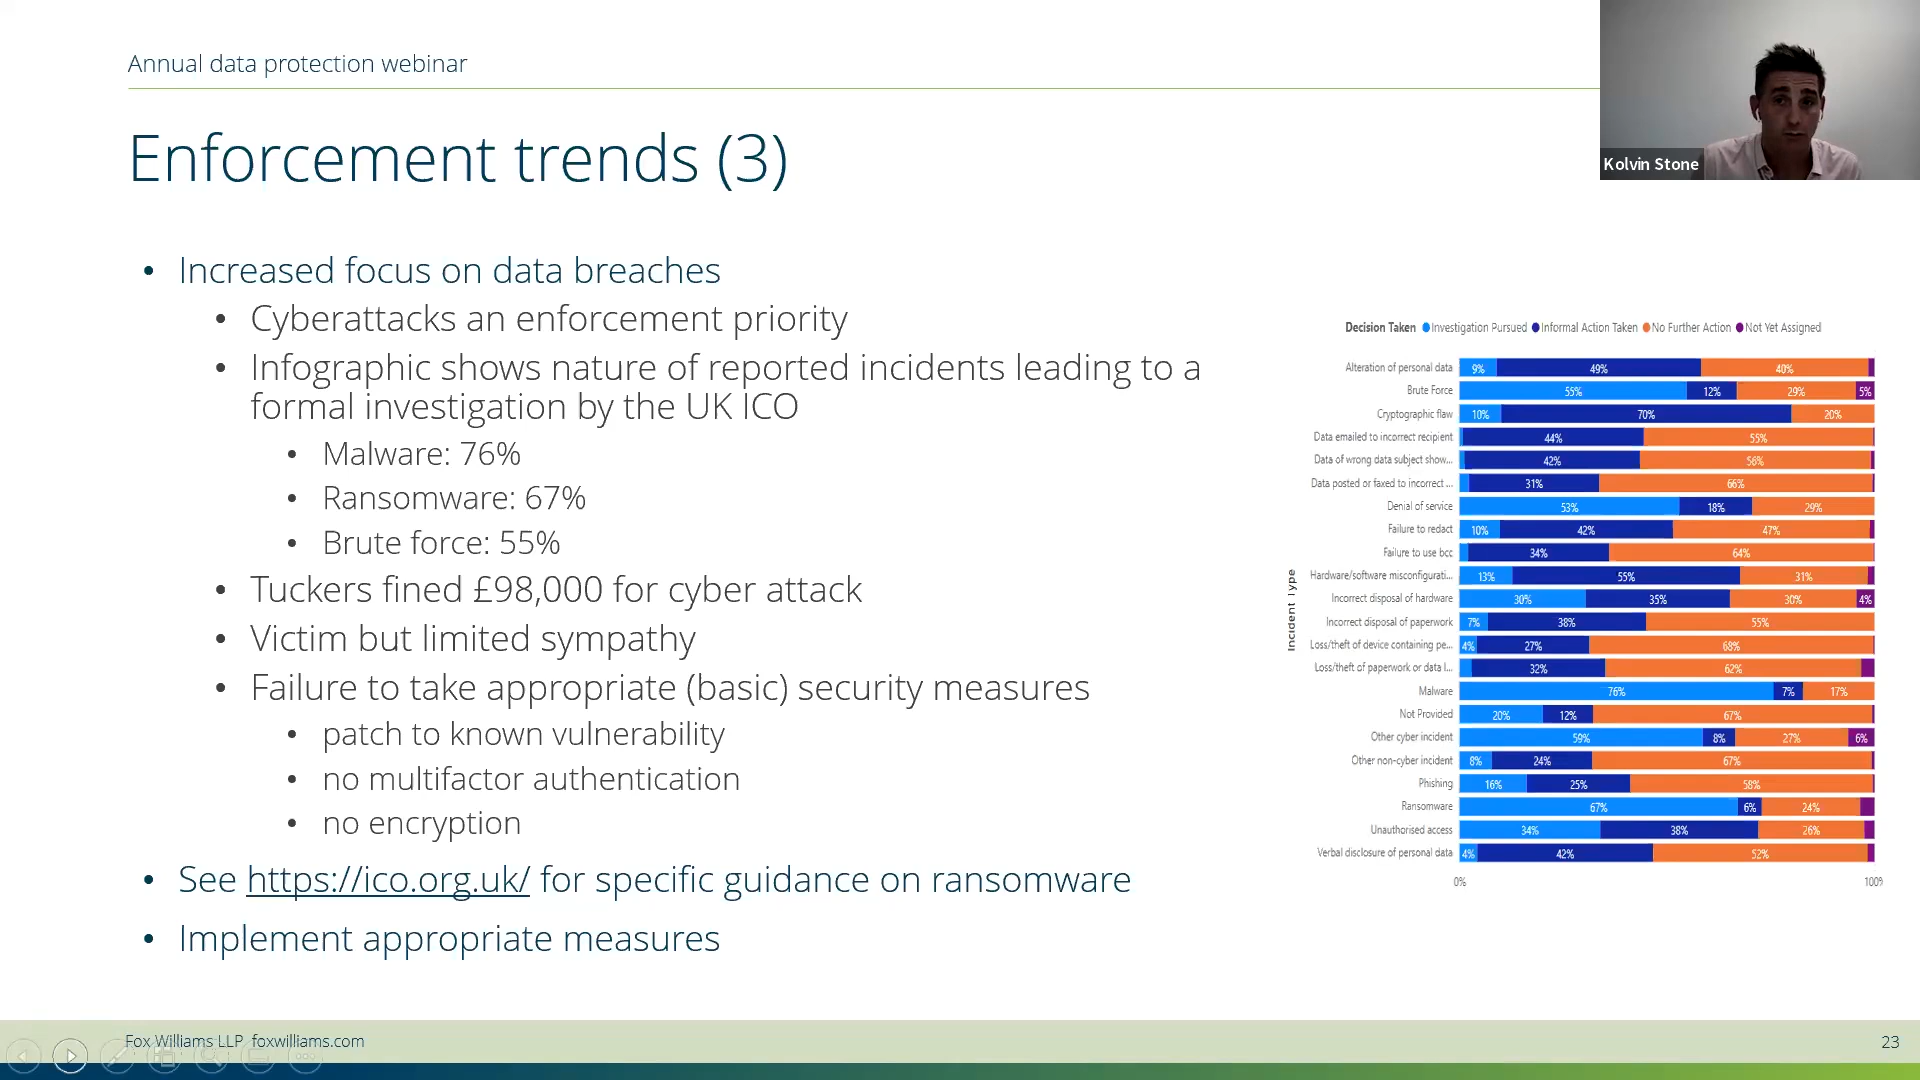 Annual data protection webinar
Kolvin Stone
Enforcement trends (3)
• Increased focus on data breaches
• Cyberattacks an enforcement priority
• Infographic shows nature of reported incidents leading to a
formal investigation by the UK ICO
• Malware: 76%
• Ransomware: 67%
• Brute force: 55%
• Tuckers fined £98,000 for cyber attack
• Victim but limited sympathy
• Failure to take appropriate (basic) security measures
• patch to known vulnerability
• no multifactor authentication
• no encryption
• See https://ico.org.uk/ for specific guidance on ransomware
• Implement appropriate measures
Decision Taken Investigation Pursued Informal Action Taken No Further Action Not Yet Assigned
Incident Type
Alteration of personal data 9% 49% 40%
Brute Force 55% 12% 29% 5%
Cryptographic flaw 10% 70% 20%
Data emailed to incorrect recipient 44% 55%
Data of wrong data subject show... 42% 56%
Data posted or faxed to incorrect ... 31% 66%
Denial of service 53% 18% 29%
Failure to redact 10% 42% 47%
Failure to use bcc 34% 64%
Hardware/software misconfigurati... 13% 55% 31%
Incorrect disposal of hardware 30% 35% 30% 4%
Incorrect disposal of paperwork 7% 38% 55%
Loss/theft of device containing pe... 4% 27% 68%
Loss/theft of paperwork or data l... 32% 62%
Malware 76% 7% 17%
Not Provided 20% 12% 67%
Other cyber incident 59% 8% 27% 6%
Other non-cyber incident 8% 24% 67%
Phishing 16% 25% 58%
Ransomware 67% 6% 24%
Unauthorised access 34% 38% 26%
Verbal disclosure of personal data 4% 42% 52%
0% 100%
Fox Williams LLP foxwilliams.com
23